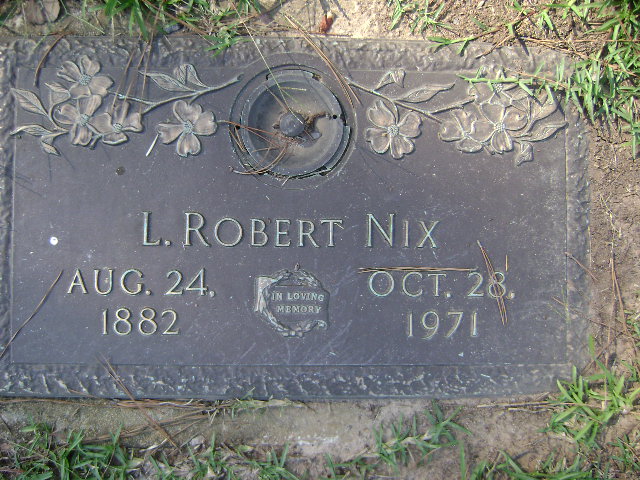 L. ROBERT NIX
AUG. 24, 1882
OCT. 28, 1971
IN LOVING
MEMORY